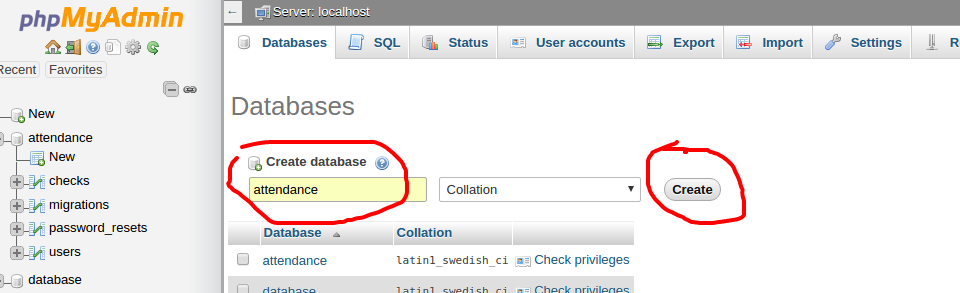 phpMyAdmin
Recent Favorites
New
attendance
New
checks
migrations
password_resets
users
database
Server: localhost
Databases SQL Status User accounts Export Import Settings
Databases
Create database
attendance Collation Create
Database Collation
attendance latin1_swedish_ci Check privileges
database latin1_swedish_ci Check privileges